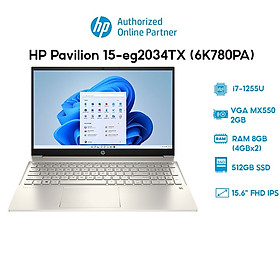 hp
Authorized
Online Partner
HP Pavilion 15-eg2034TX (6K780PA)
i7-1255U
VGA MX550
2GB
RAM 8GB
(4GBx2)
512GB SSD
15.6" FHD IPS